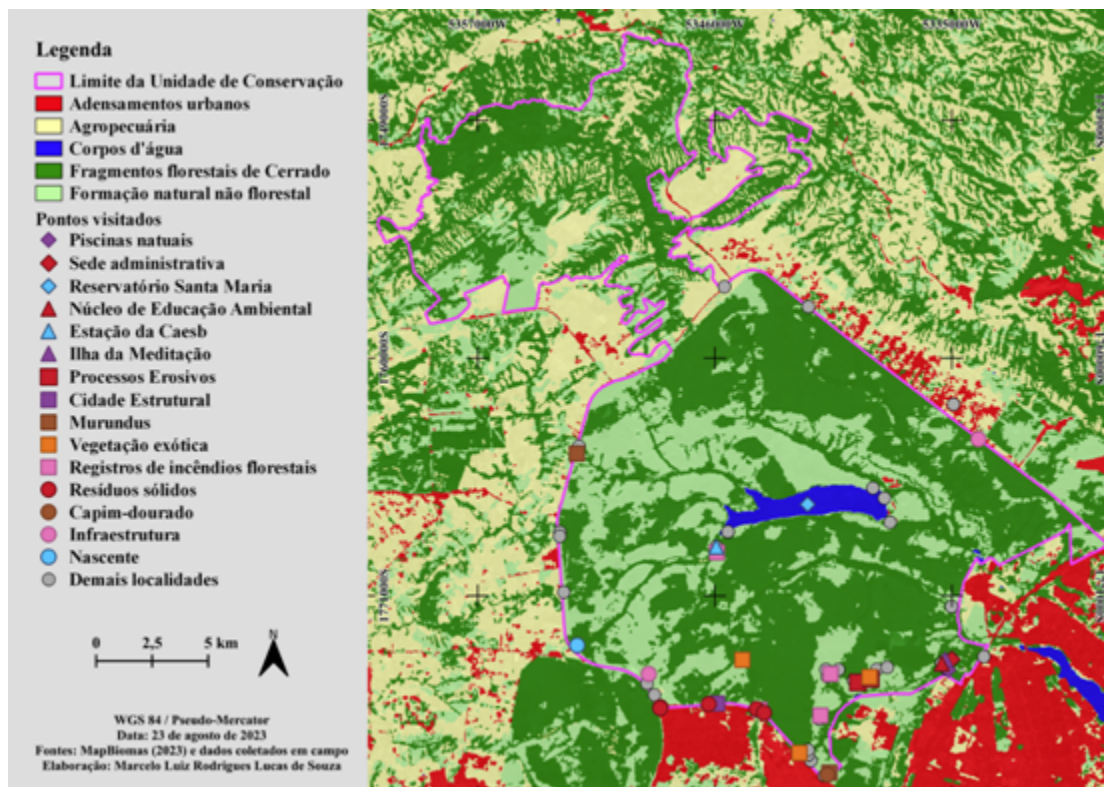 Legenda
Limite da Unidade de Conservação
Adensamentos urbanos
Agropecuária
Corpos d'água
Fragmentos florestais de Cerrado
Formação natural não florestal
Pontos visitados
Piscinas natuais
Sede administrativa
Reservatório Santa Maria
Núcleo de Educação Ambiental
Estação da Caesb
Ilha da Meditação
Processos Erosivos
Cidade Estrutural
Murundus
Vegetação exótica
Registros de incêndios florestais
Resíduos sólidos
Capim-dourado
Infraestrutura
Nascente
Demais localidades
0 2,5 5 km
N
WGS 84 / Pseudo-Mercator
Data: 23 de agosto de 2023
Fontes: MapBiomas (2023) e dados coletados em campo
Elaboração: Marcelo Luiz Rodrigues Lucas de Souza
5357000W 5346000W 5335000W